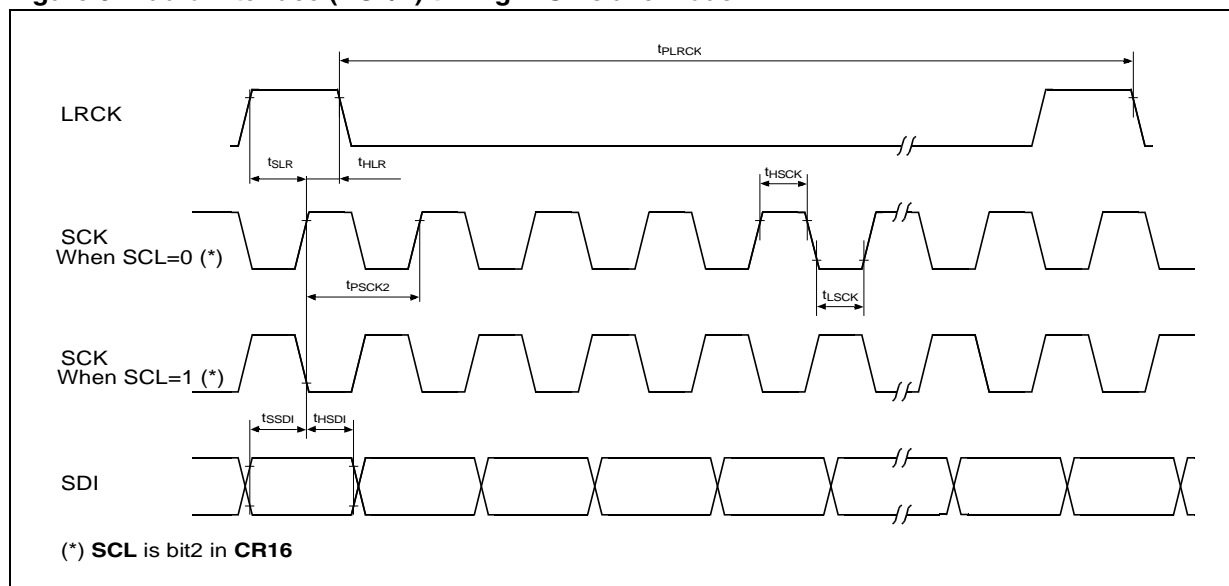 tPLRCK
LRCK
tSLR
tHLR
tHSCK
SCK
When SCL=0 (*)
tPSCK2
tLSCK
SCK
When SCL=1 (*)
tSSDI
tHSDI
SDI
(*) SCL is bit2 in CR16